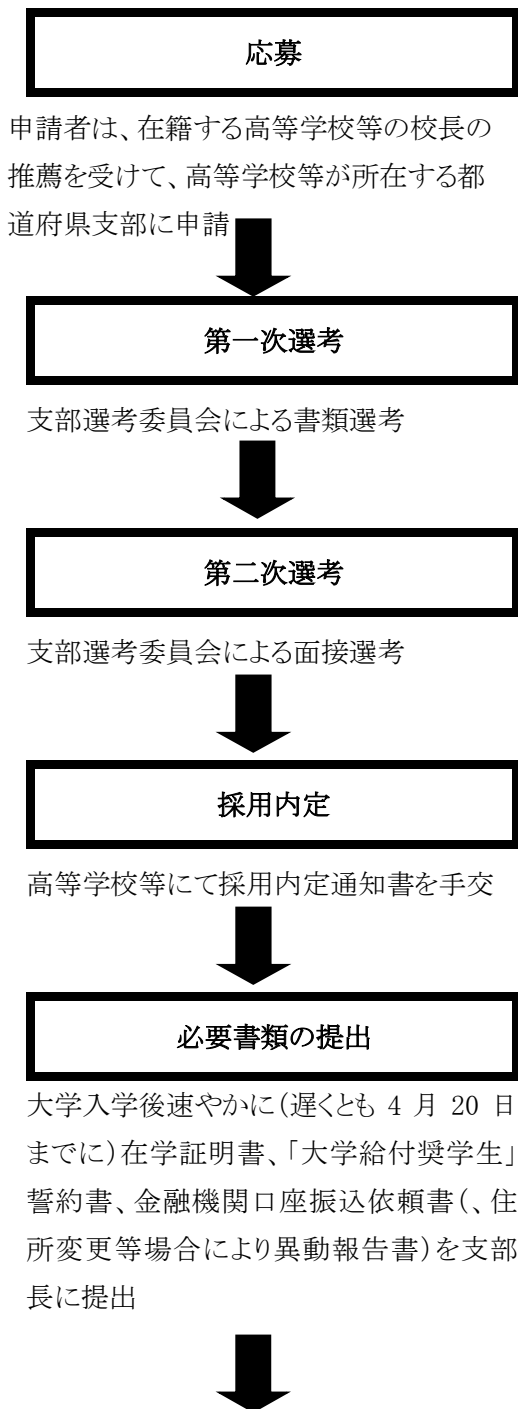 応募
申請者は、在籍する高等学校等の校長の
推薦を受けて、高等学校等が所在する都
道府県支部に申請
第一次選考
支部選考委員会による書類選考
第二次選考
支部選考委員会による面接選考
採用内定
高等学校等にて採用内定通知書を手交
必要書類の提出
大学入学後速やかに(遅くとも 4 月 20 日
までに)在学証明書、「大学給付奨学生」
誓約書、金融機関口座振込依頼書(、住
所変更等場合により異動報告書)を支部
長に提出